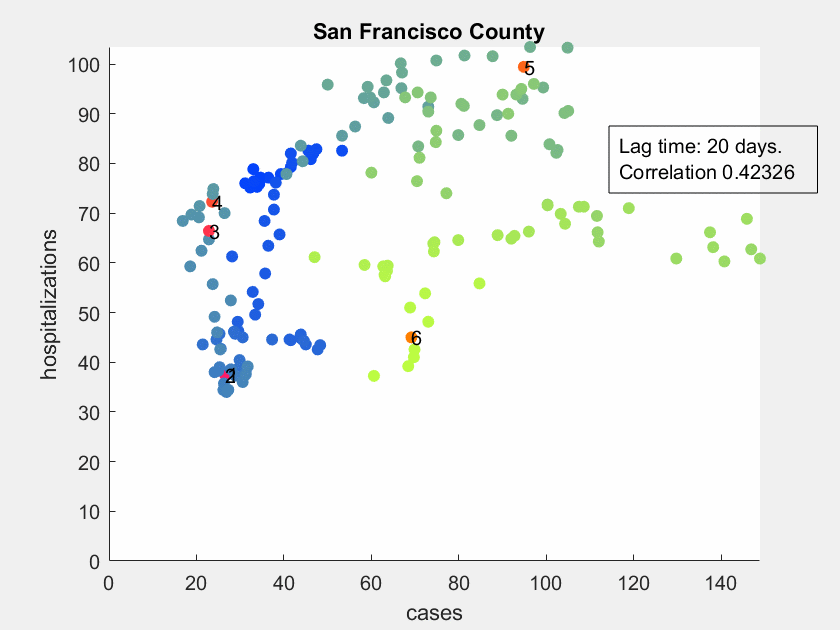 San Francisco County
100
90
80
70
60
50
40
30
20
10
0
hospitalizations
5
4
3
6
2
Lag time: 20 days.
Correlation 0.42326
0 20 40 60 80 100 120 140
cases